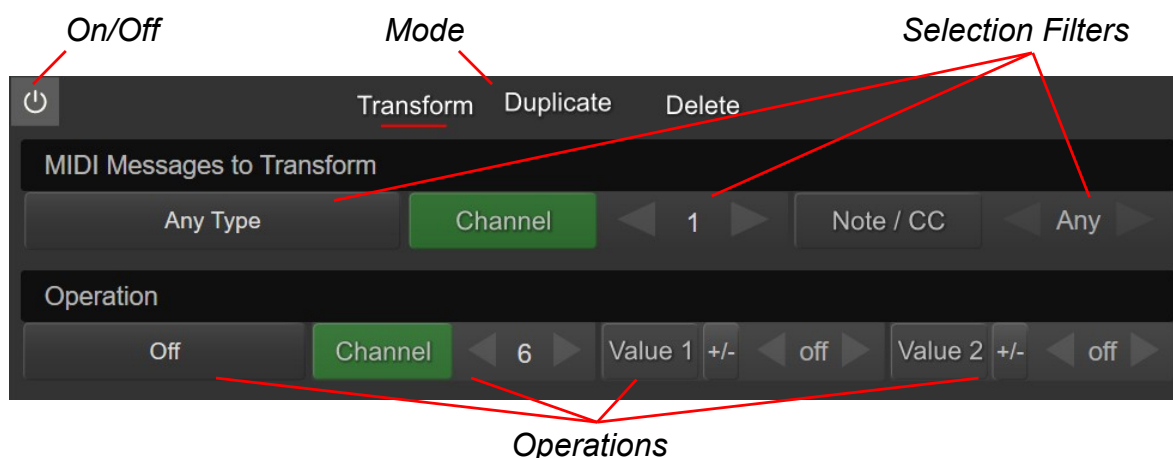 On/Off Mode Selection Filters
Transform Duplicate Delete
MIDI Messages to Transform
Any Type Channel 1 Note / CC Any
Operation
Off Channel 6 Value 1 +/- off Value 2 +/- off
Operations